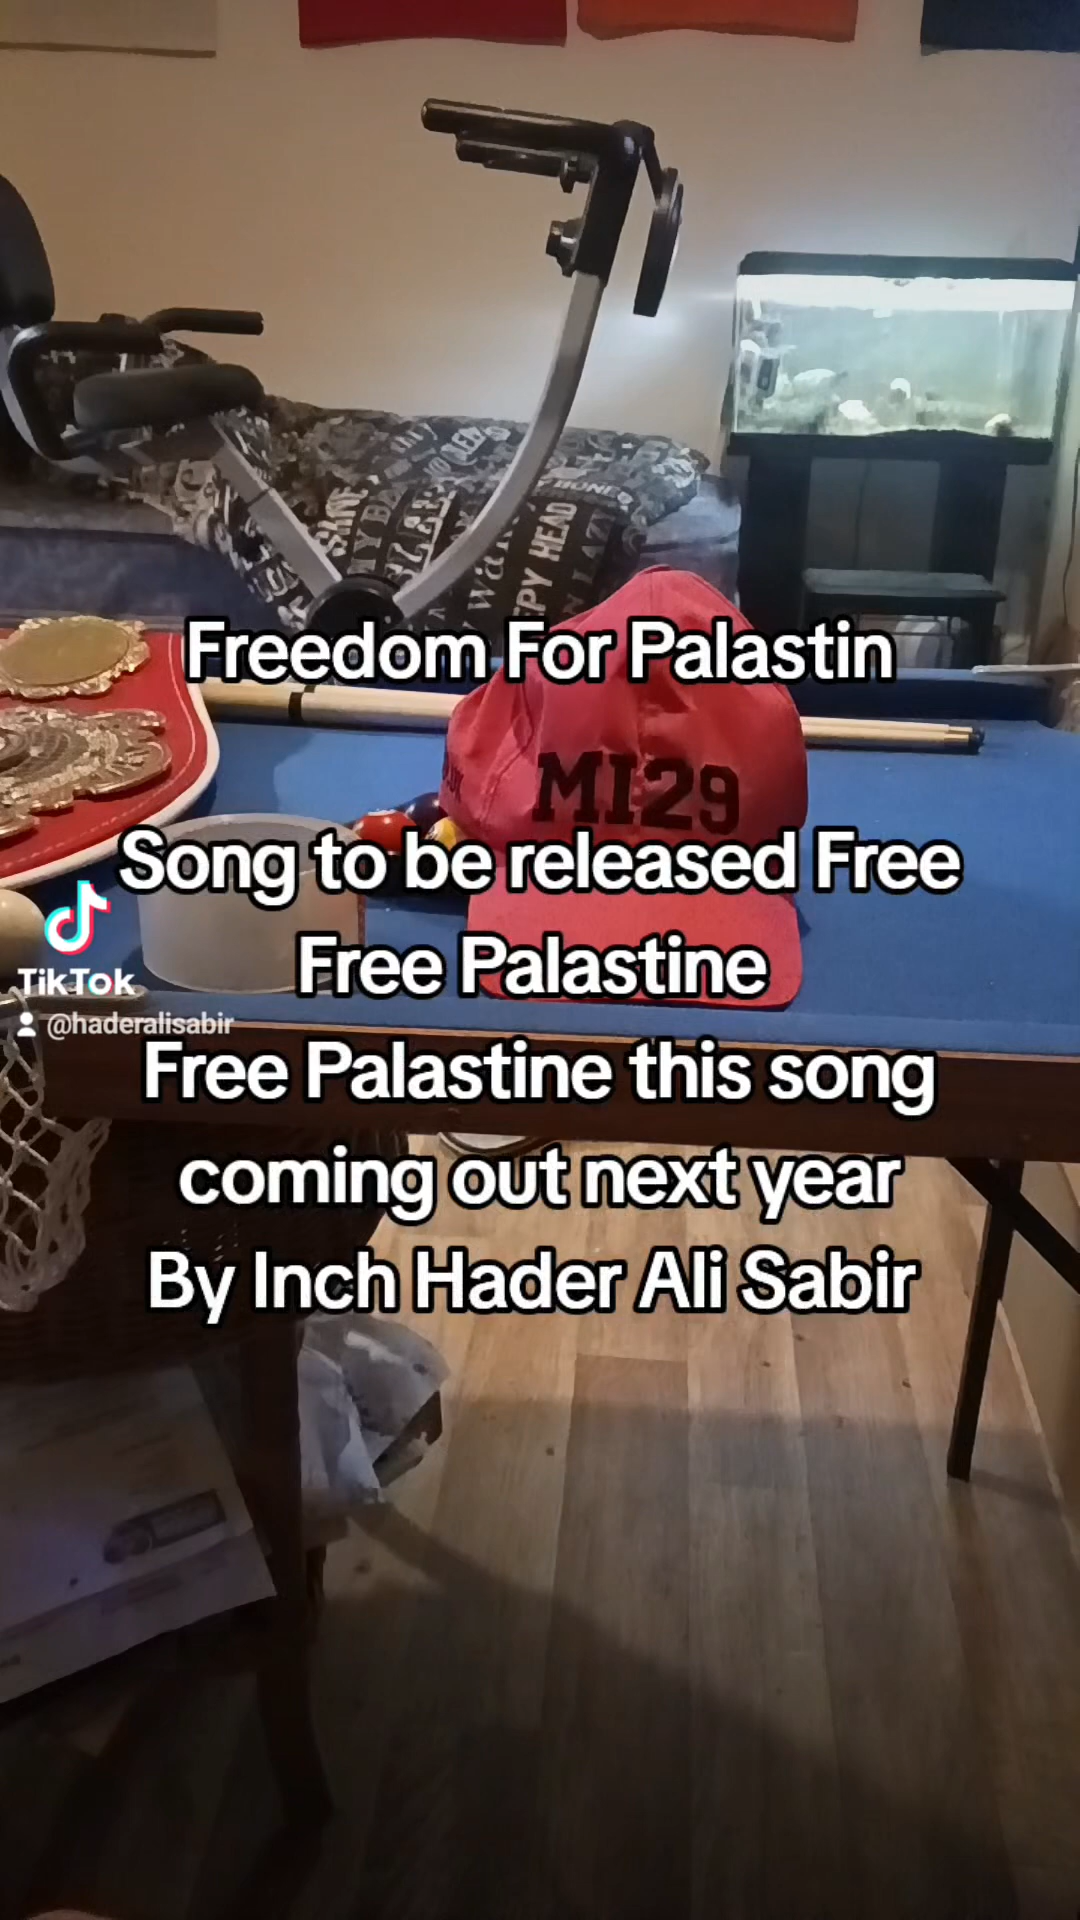 Freedom For Palastin
MI29
Song to be released Free
Free Palastine
TikTok
@haderalisabir
Free Palastine this song
coming out next year
By Inch Hader Ali Sabir
HEAD